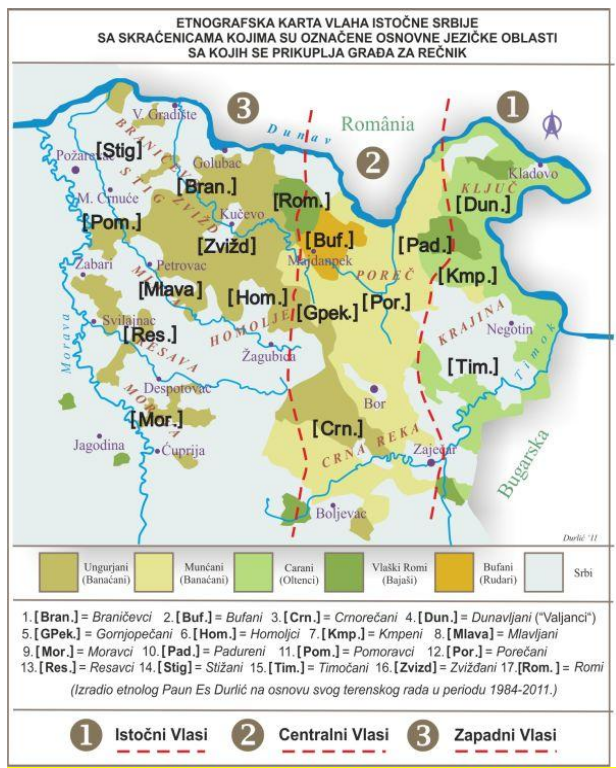 ETNOGRAFSKA KARTA VLAHA ISTOČNE SRBIJE
SA SKRAĆENICAMA KOJIMA SU OZNAČENE OSNOVNE JEZIČKE OBLASTI
SA KOJIH SE PRIKUPLJA GRAĐA ZA REČNIK
3
1
2
V. Gradište
Dunav
România
[Stig]
Požarevac
BRANIČEVO
Golubac
Kladovo
KLJUČ
[Bran.]
[Rom.]
[Dun.]
M. Crnuće
STIG
ZVIŽD
Kučevo
[Pom.]
[Zvižd]
[Buf.]
Majdanpek
[Pad.]
Žabari
Petrovac
POREČ
[Kmp.]
[Mlava]
MLAVA
[Hom.]
[Gpek.]
[Por.]
HOMOLJE
KRAJINA
Negotin
Svilajnac
[Res.]
RESAVA
Žagubica
Morava
Timok
[Tim.]
Despotovac
Bor
MORAVA
[Mor.]
[Crn.]
CRNA REKA
Zaječar
Jagodina
Ćuprija
Bugarska
Boljevac
Durlić '11
Ungurjani
(Banaćani)
Munćani
(Banaćani)
Carani
(Oltenci)
Vlaški Romi
(Bajaši)
Bufani
(Rudari)
Srbi
1. [Bran.] = Braničevci 2. [Buf.] = Bufani 3. [Crn.] = Crnorečani 4. [Dun.] = Dunavljani ("Valjanci")
5. [GPek.] = Gornjopečani 6. [Hom.] = Homoljci 7. [Kmp.] = Kmpeni 8. [Mlava] = Mlavljani
9. [Mor.] = Moravci 10. [Pad.] = Padureni 11. [Pom.] = Pomoravci 12. [Por.] = Porečani
13. [Res.] = Resavci 14. [Stig] = Stižani 15. [Tim.] = Timočani 16. [Zvizd] = Zvižđani 17. [Rom.] = Romi
(Izradio etnolog Paun Es Durlić na osnovu svog terenskog rada u periodu 1984-2011.)
1 Istočni Vlasi 2 Centralni Vlasi 3 Zapadni Vlasi